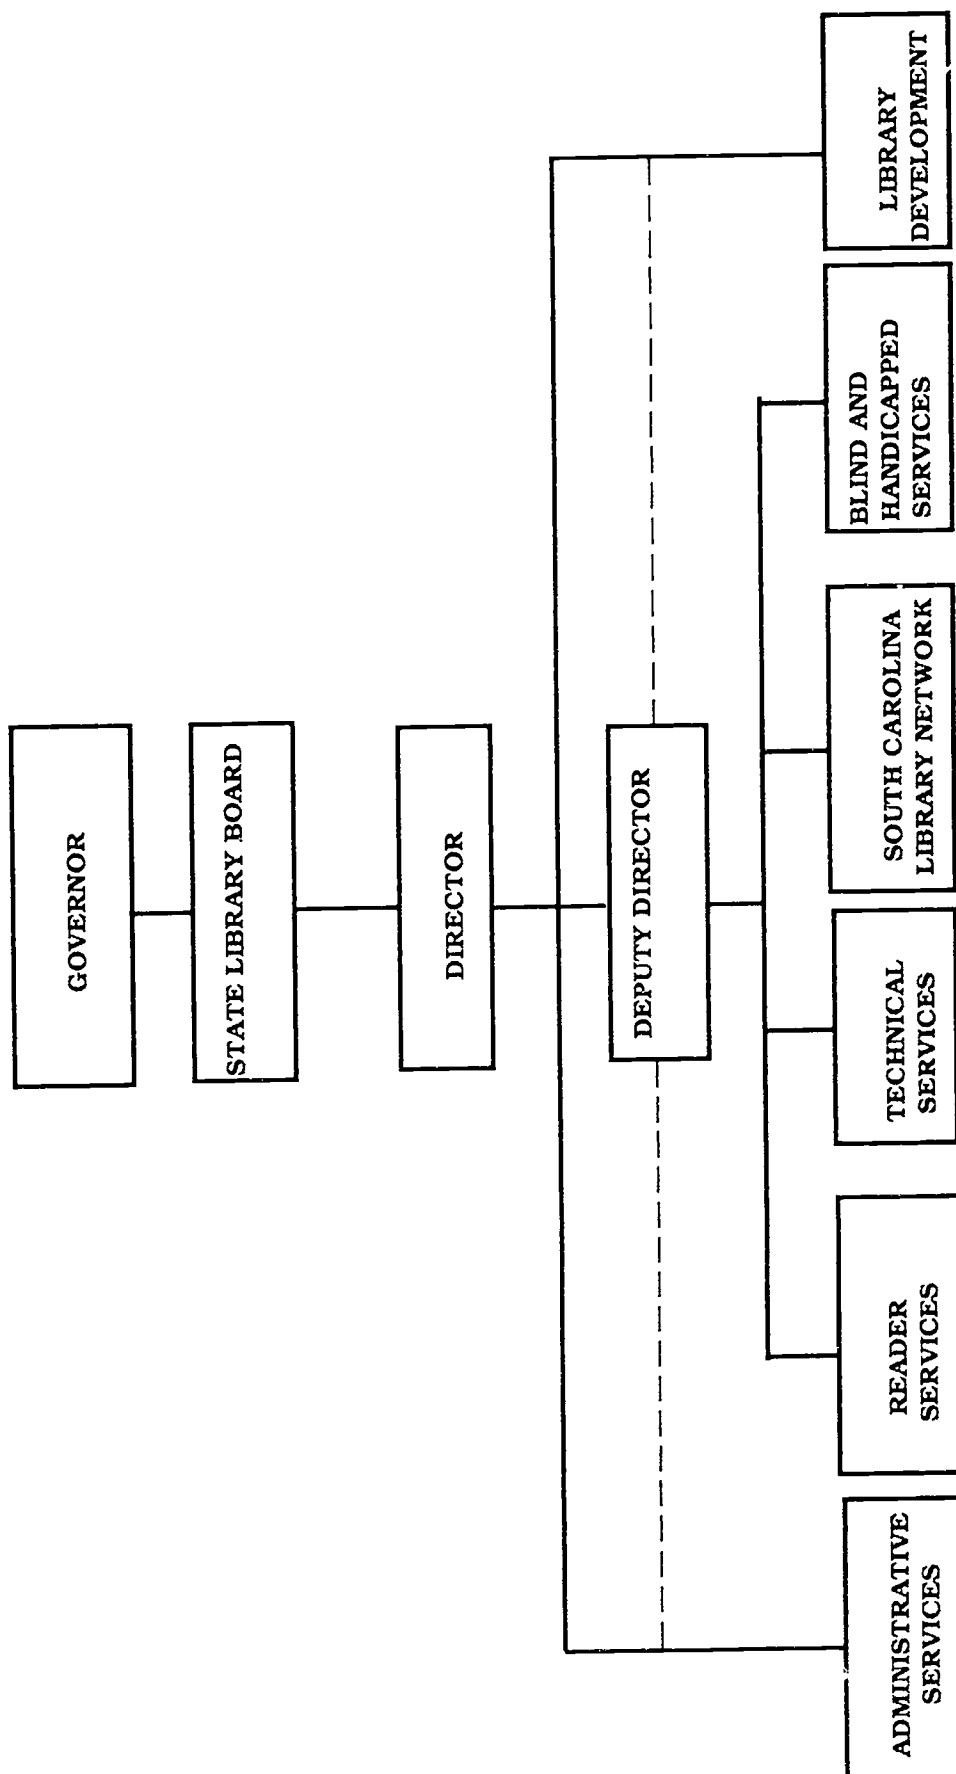 GOVERNOR
STATE LIBRARY BOARD
DIRECTOR
DEPUTY DIRECTOR
ADMINISTRATIVE
SERVICES
READER
SERVICES
TECHNICAL
SERVICES
SOUTH CAROLINA
LIBRARY NETWORK
BLIND AND
HANDICAPPED
SERVICES
LIBRARY
DEVELOPMENT